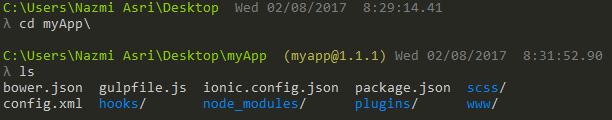 C:\Users\Nazmi Asri\Desktop  Wed 02/08/2017  8:29:14.41
λ cd myApp\
C:\Users\Nazmi Asri\Desktop\myApp  (myapp@1.1.1) Wed 02/08/2017  8:31:52.90
λ ls
bower.json  gulpfile.js  ionic.config.json  package.json  scss/
config.xml  hooks/       node_modules/      plugins/      www/